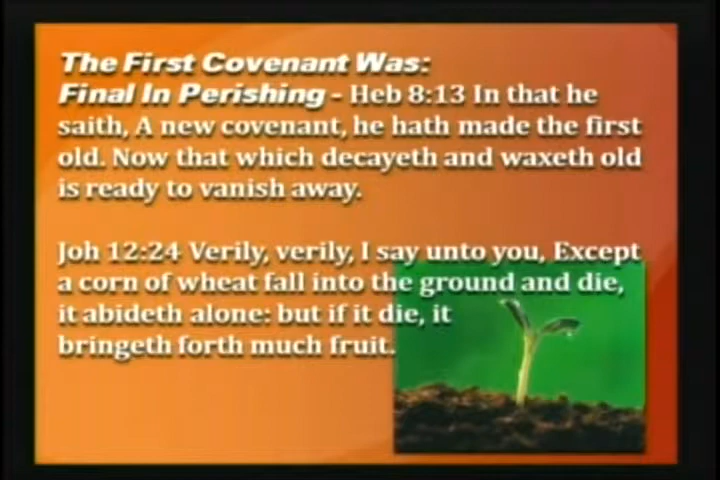 The First Covenant Was:
Final In Perishing - Heb 8:13 In that he
saith, A new covenant, he hath made the first
old. Now that which decayeth and waxeth old
is ready to vanish away.
Joh 12:24 Verily, verily, I say unto you, Except
a corn of wheat fall into the ground and die,
it abideth alone: but if it die, it
bringeth forth much fruit.